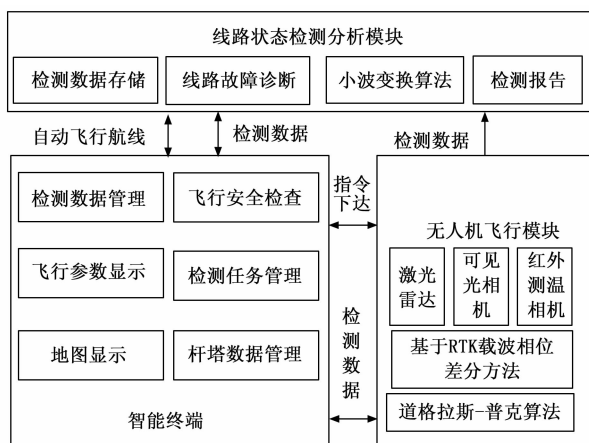 线路状态检测分析模块
检测数据存储
线路故障诊断
小波变换算法
检测报告
自动飞行航线
检测数据
检测数据
检测数据管理
飞行安全检查
飞行参数显示
检测任务管理
地图显示
杆塔数据管理
智能终端
指令
下达
检
测
数
据
无人机飞行模块
激光
雷达
可见
光相
机
红外
测温
相机
基于RTK载波相位
差分方法
道格拉斯-普克算法